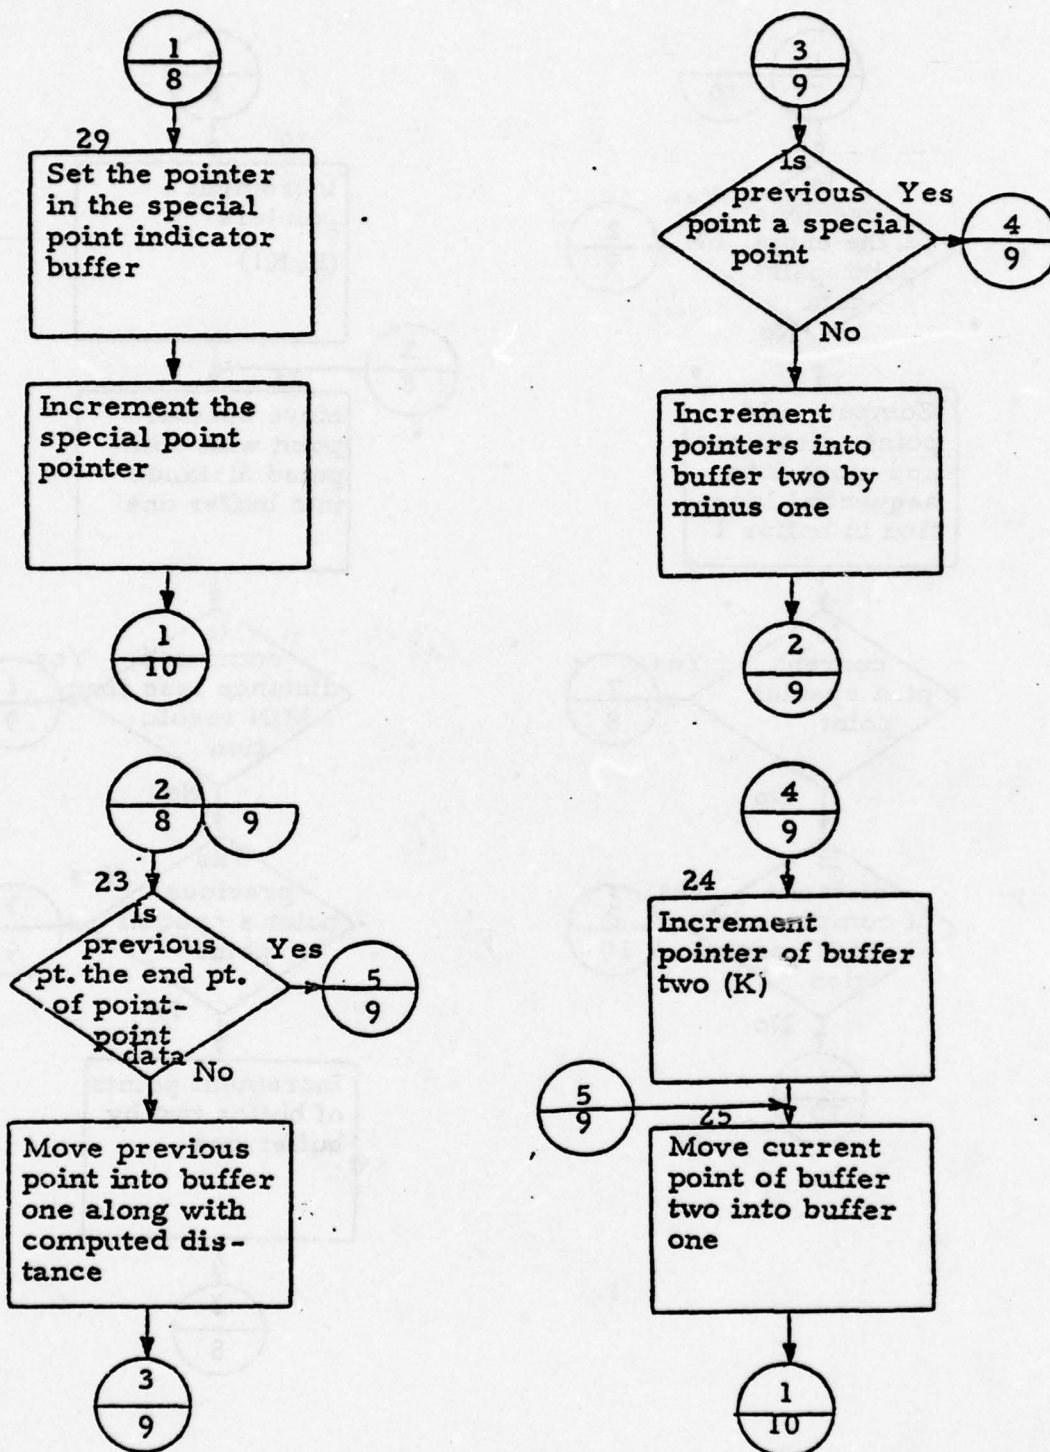 1
8
29
Set the pointer
in the special
point indicator
buffer
Increment the
special point
pointer
1
10
3
9
Is
previous
point a special
point
Yes
4
9
No
Increment
pointers into
buffer two by
minus one
2
9
2
8
9
23
Is
previous
pt. the end pt.
of point-
point
data
Yes
5
9
No
Move previous
point into buffer
one along with
computed dis-
tance
3
9
4
9
24
Increment
pointer of buffer
two (K)
5
9
25
Move current
point of buffer
two into buffer
one
1
10